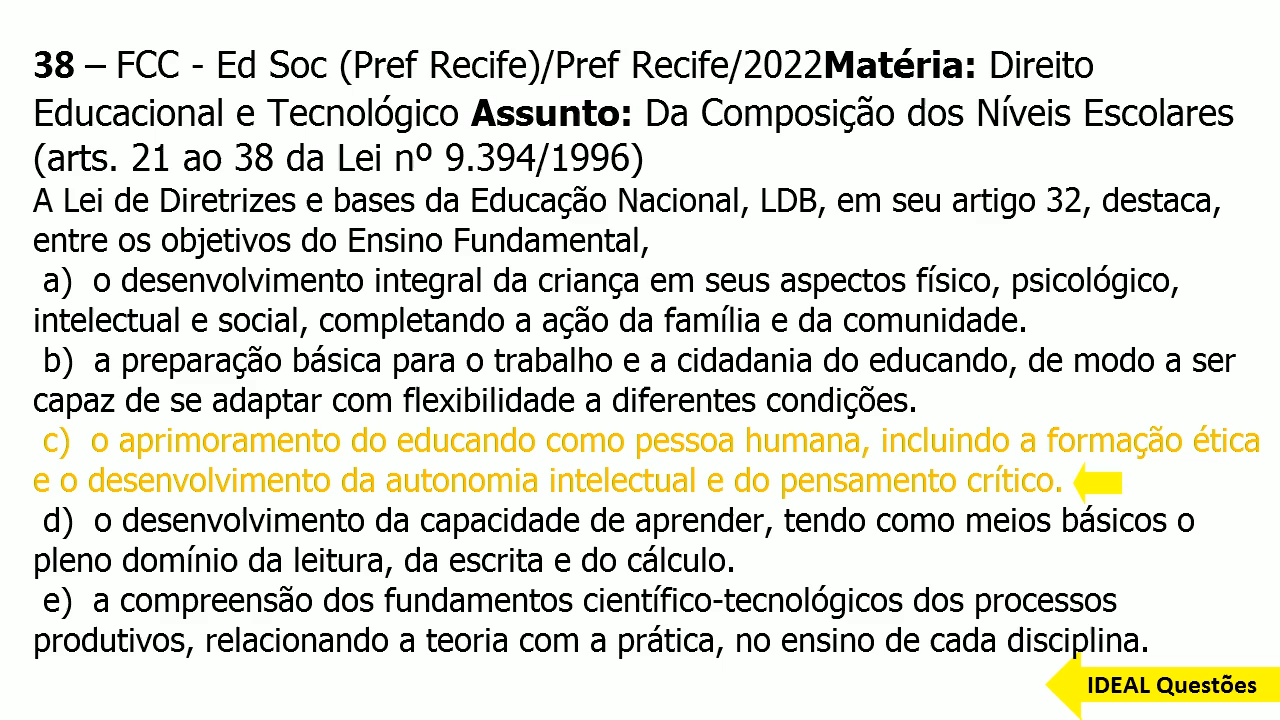 38 – FCC - Ed Soc (Pref Recife)/Pref Recife/2022Matéria: Direito
Educacional e Tecnológico Assunto: Da Composição dos Níveis Escolares
(arts. 21 ao 38 da Lei nº 9.394/1996)
A Lei de Diretrizes e bases da Educação Nacional, LDB, em seu artigo 32, destaca,
entre os objetivos do Ensino Fundamental,
a) o desenvolvimento integral da criança em seus aspectos físico, psicológico,
intelectual e social, completando a ação da família e da comunidade.
b) a preparação básica para o trabalho e a cidadania do educando, de modo a ser
capaz de se adaptar com flexibilidade a diferentes condições.
c) o aprimoramento do educando como pessoa humana, incluindo a formação ética
e o desenvolvimento da autonomia intelectual e do pensamento crítico.
d) o desenvolvimento da capacidade de aprender, tendo como meios básicos o
pleno domínio da leitura, da escrita e do cálculo.
e) a compreensão dos fundamentos científico-tecnológicos dos processos
produtivos, relacionando a teoria com a prática, no ensino de cada disciplina.
IDEAL Questões